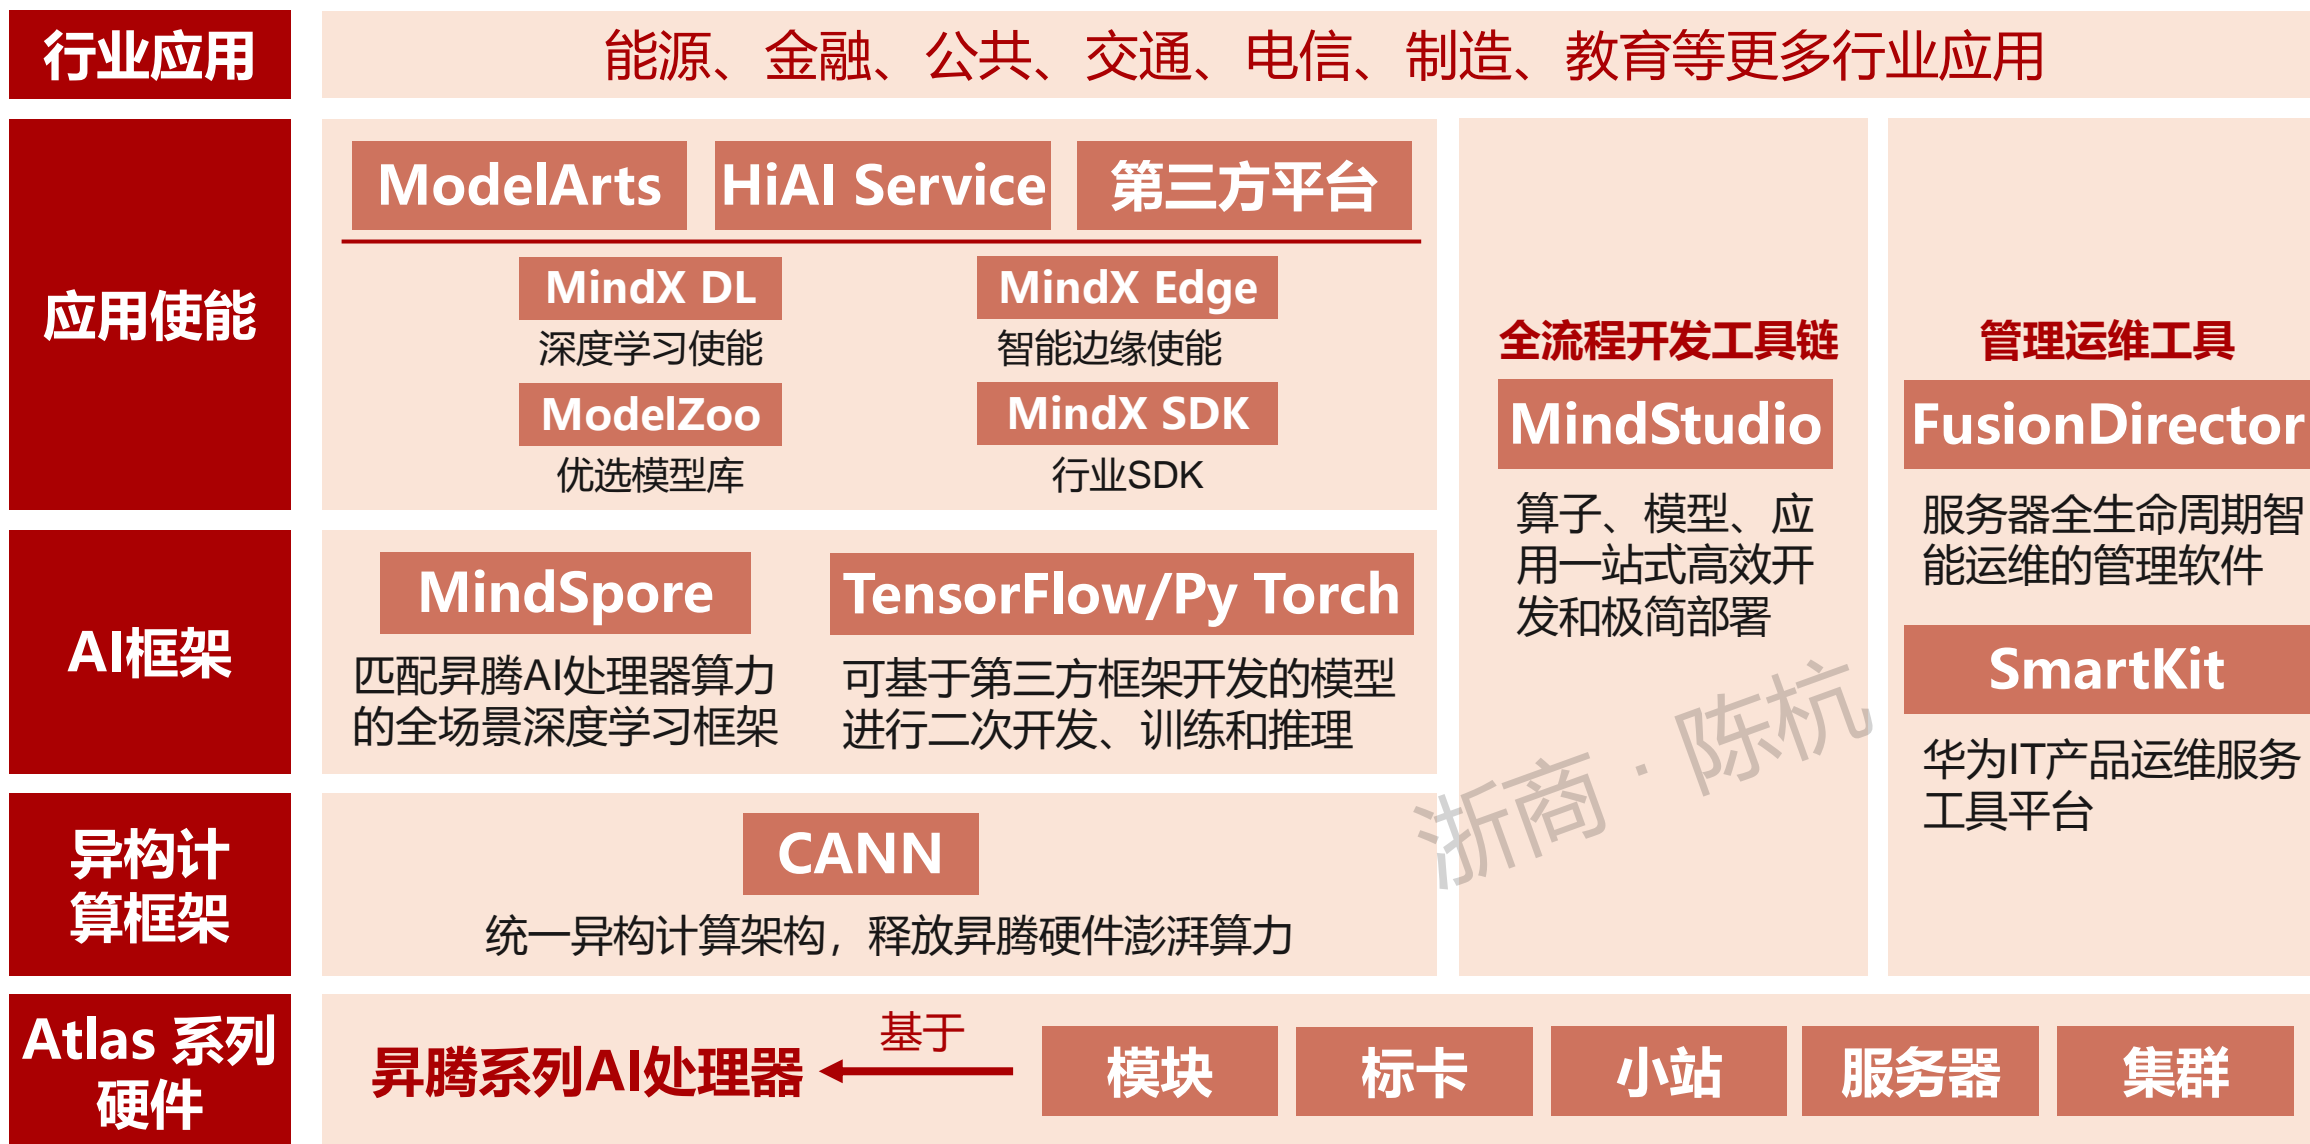 行业应用
能源、金融、公共、交通、电信、制造、教育等更多行业应用
应用使能
ModelArts
HiAI Service
第三方平台
MindX DL
深度学习使能
MindX Edge
智能边缘使能
ModelZoo
优选模型库
MindX SDK
行业SDK
AI框架
MindSpore
匹配昇腾AI处理器算力
的全场景深度学习框架
TensorFlow/Py Torch
可基于第三方框架开发的模型
进行二次开发、训练和推理
异构计
算框架
CANN
统一异构计算架构，释放昇腾硬件澎湃算力
全流程开发工具链
MindStudio
算子、模型、应
用一站式高效开
发和极简部署
管理运维工具
FusionDirector
服务器全生命周期智
能运维的管理软件
SmartKit
华为IT产品运维服务
工具平台
浙商·陈杭
Atlas 系列
硬件
昇腾系列AI处理器
基于
模块
标卡
小站
服务器
集群